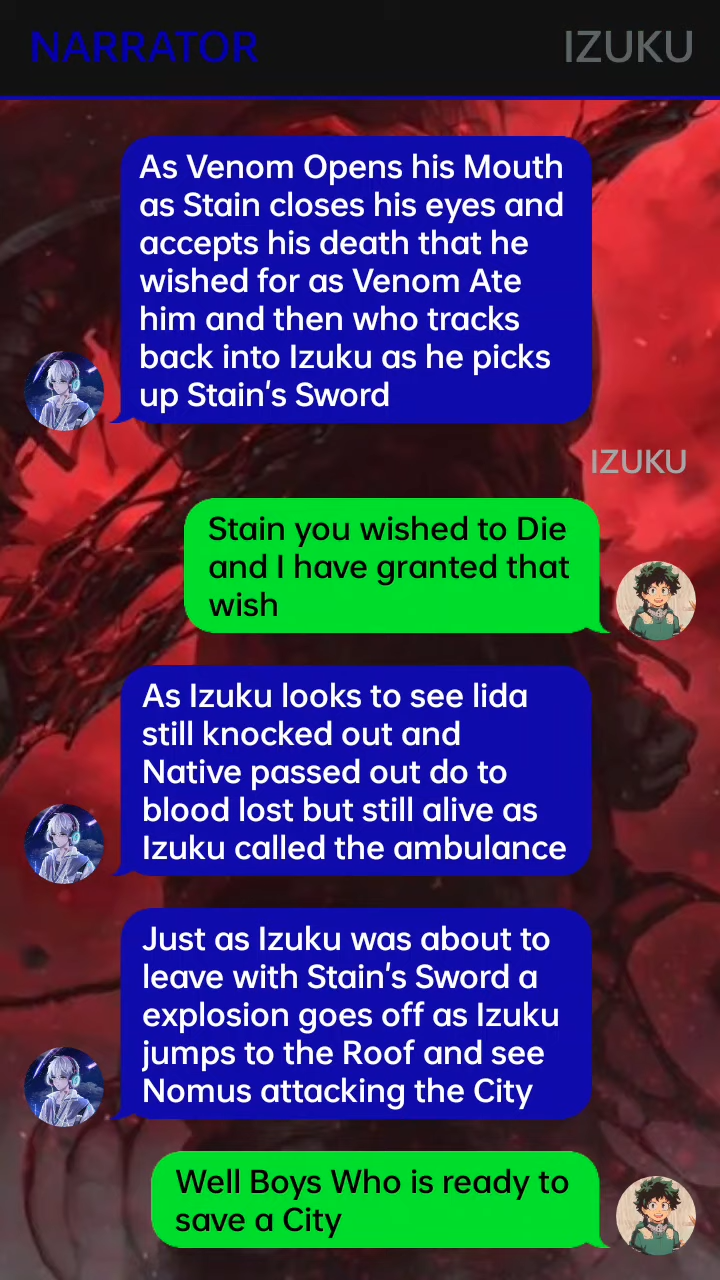 NARRATOR
IZUKU
As Venom Opens his Mouth
as Stain closes his eyes and
accepts his death that he
wished for as Venom Ate
him and then who tracks
back into Izuku as he picks
up Stain's Sword
IZUKU
Stain you wished to Die
and I have granted that
wish
As Izuku looks to see Iida
still knocked out and
Native passed out do to
blood lost but still alive as
Izuku called the ambulance
Just as Izuku was about to
leave with Stain's Sword a
explosion goes off as Izuku
jumps to the Roof and see
Nomus attacking the City
Well Boys Who is ready to
save a City